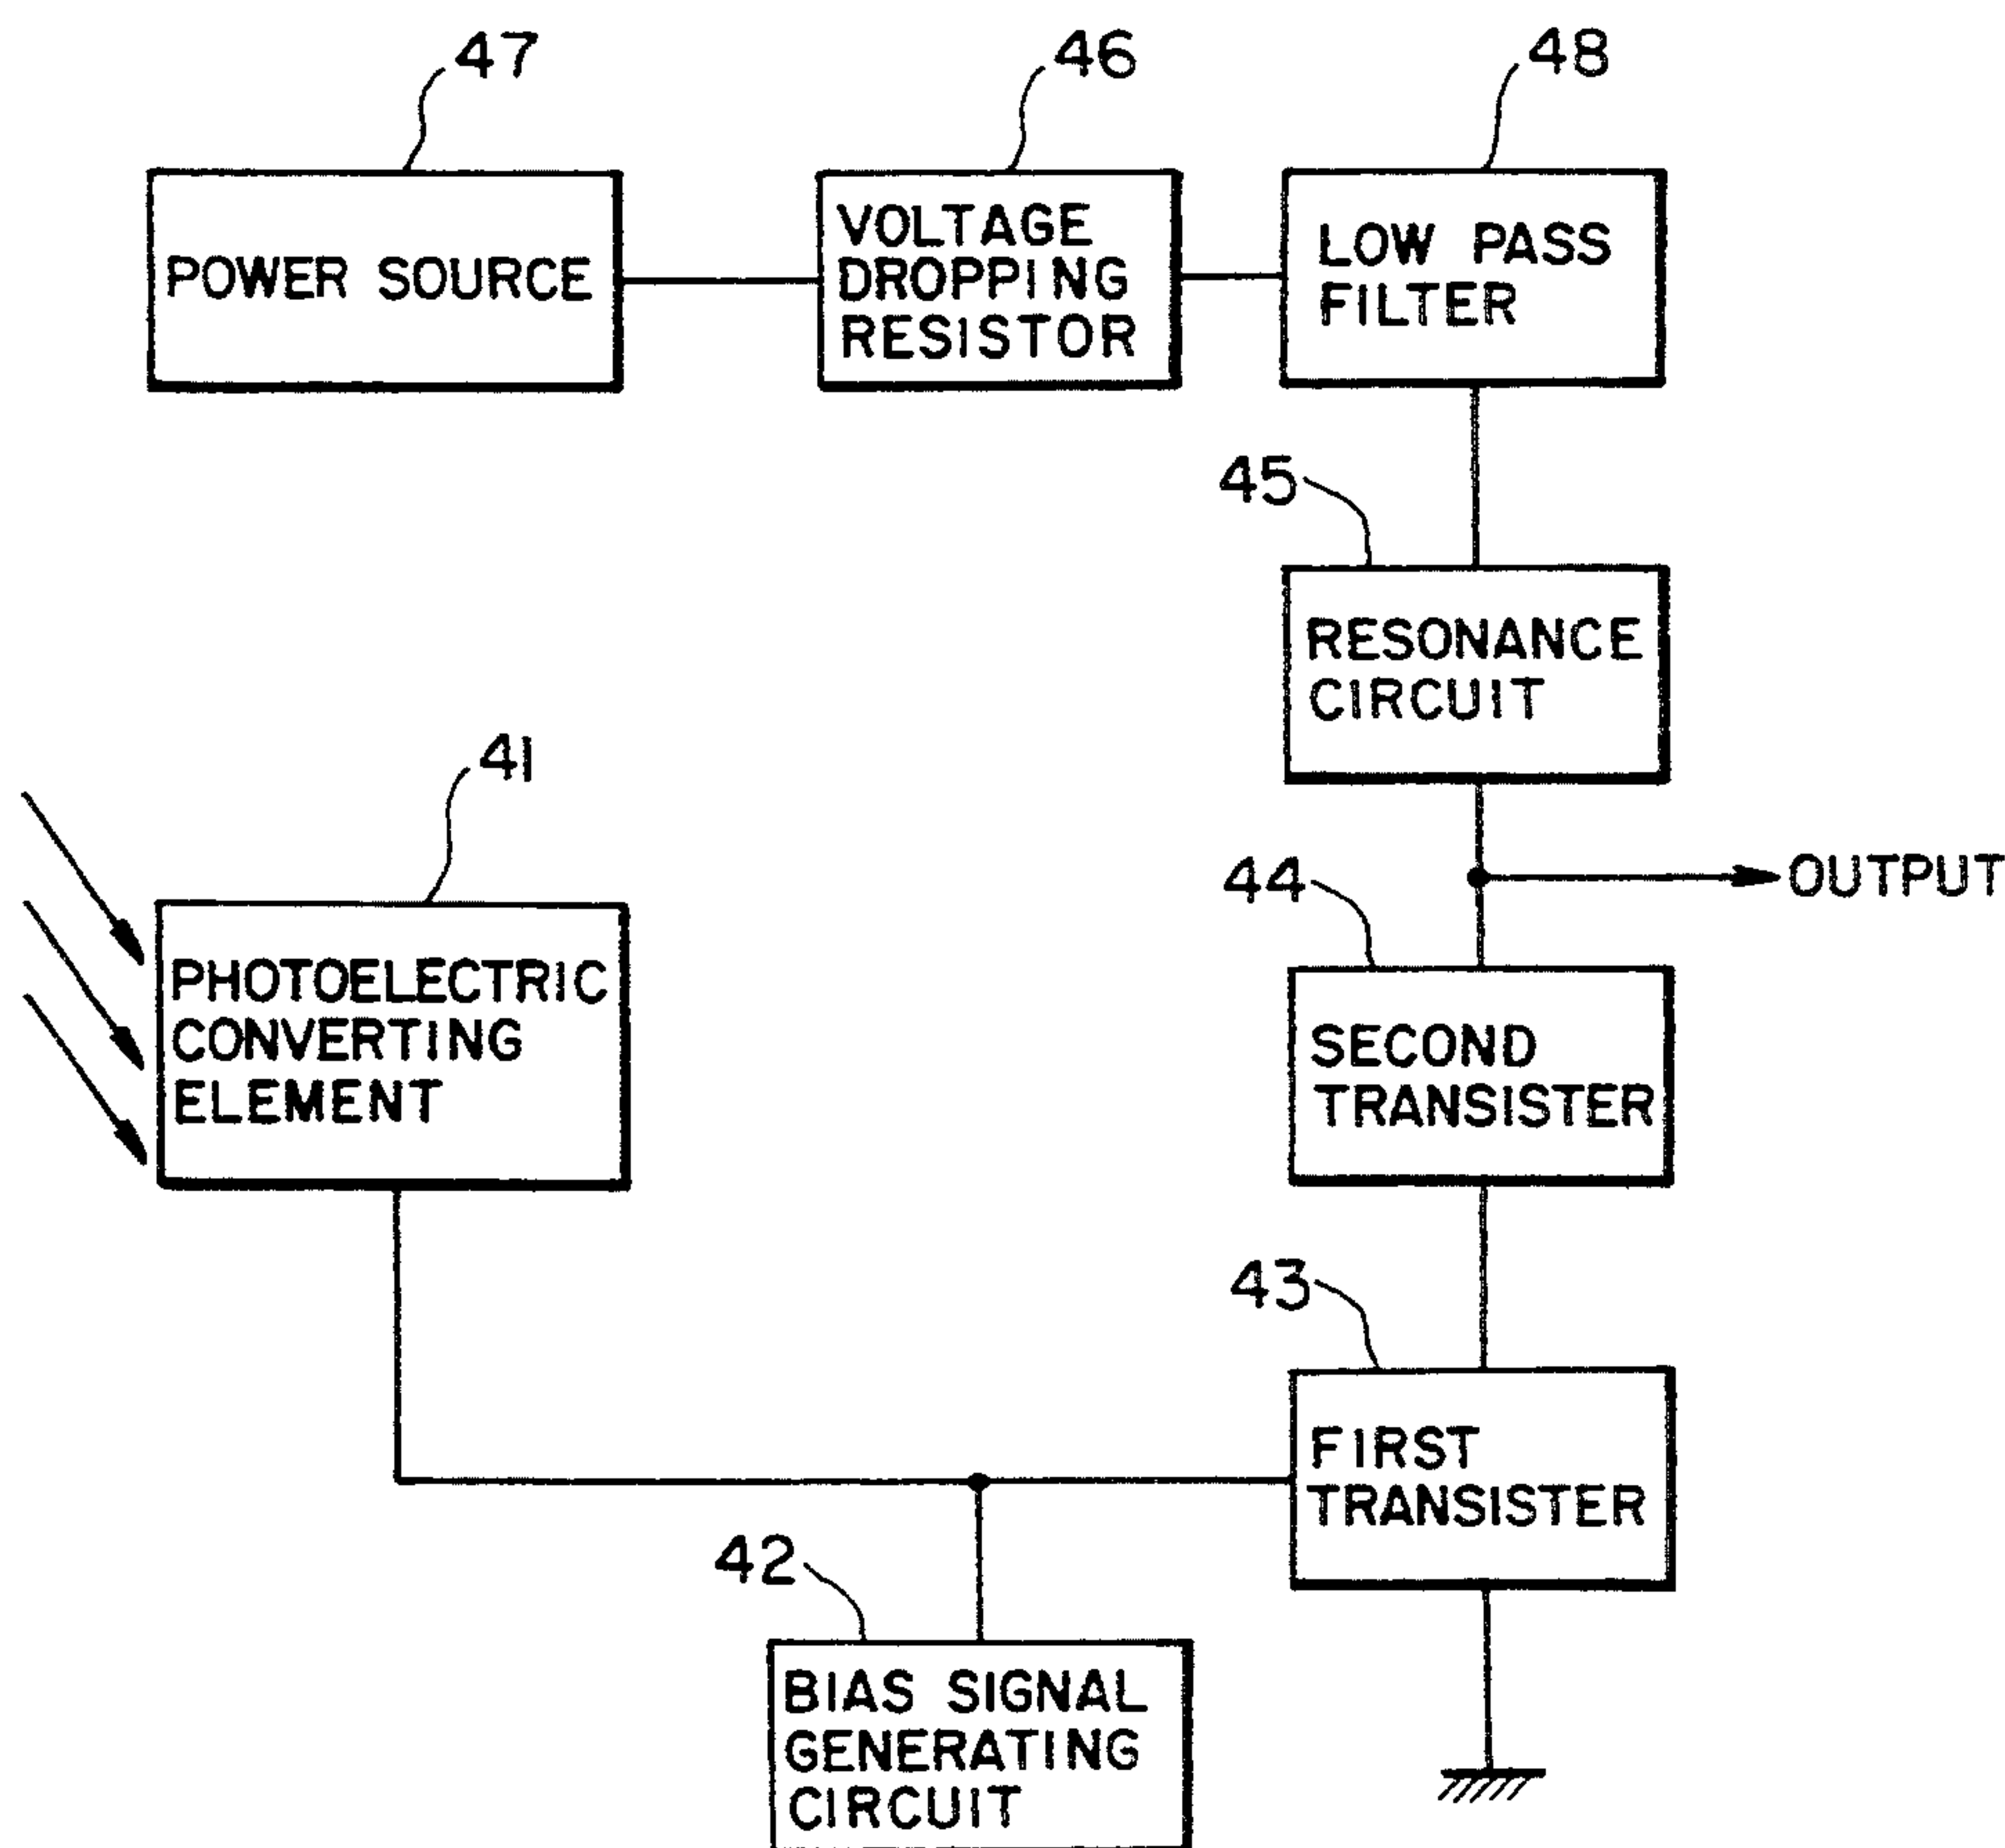 47
46
48
POWER SOURCE
VOLTAGE
DROPPING
RESISTOR
LOW PASS
FILTER
45
RESONANCE
CIRCUIT
41
44
OUTPUT
PHOTOELECTRIC
CONVERTING
ELEMENT
SECOND
TRANSISTER
43
FIRST
TRANSISTER
42
BIAS SIGNAL
GENERATING
CIRCUIT